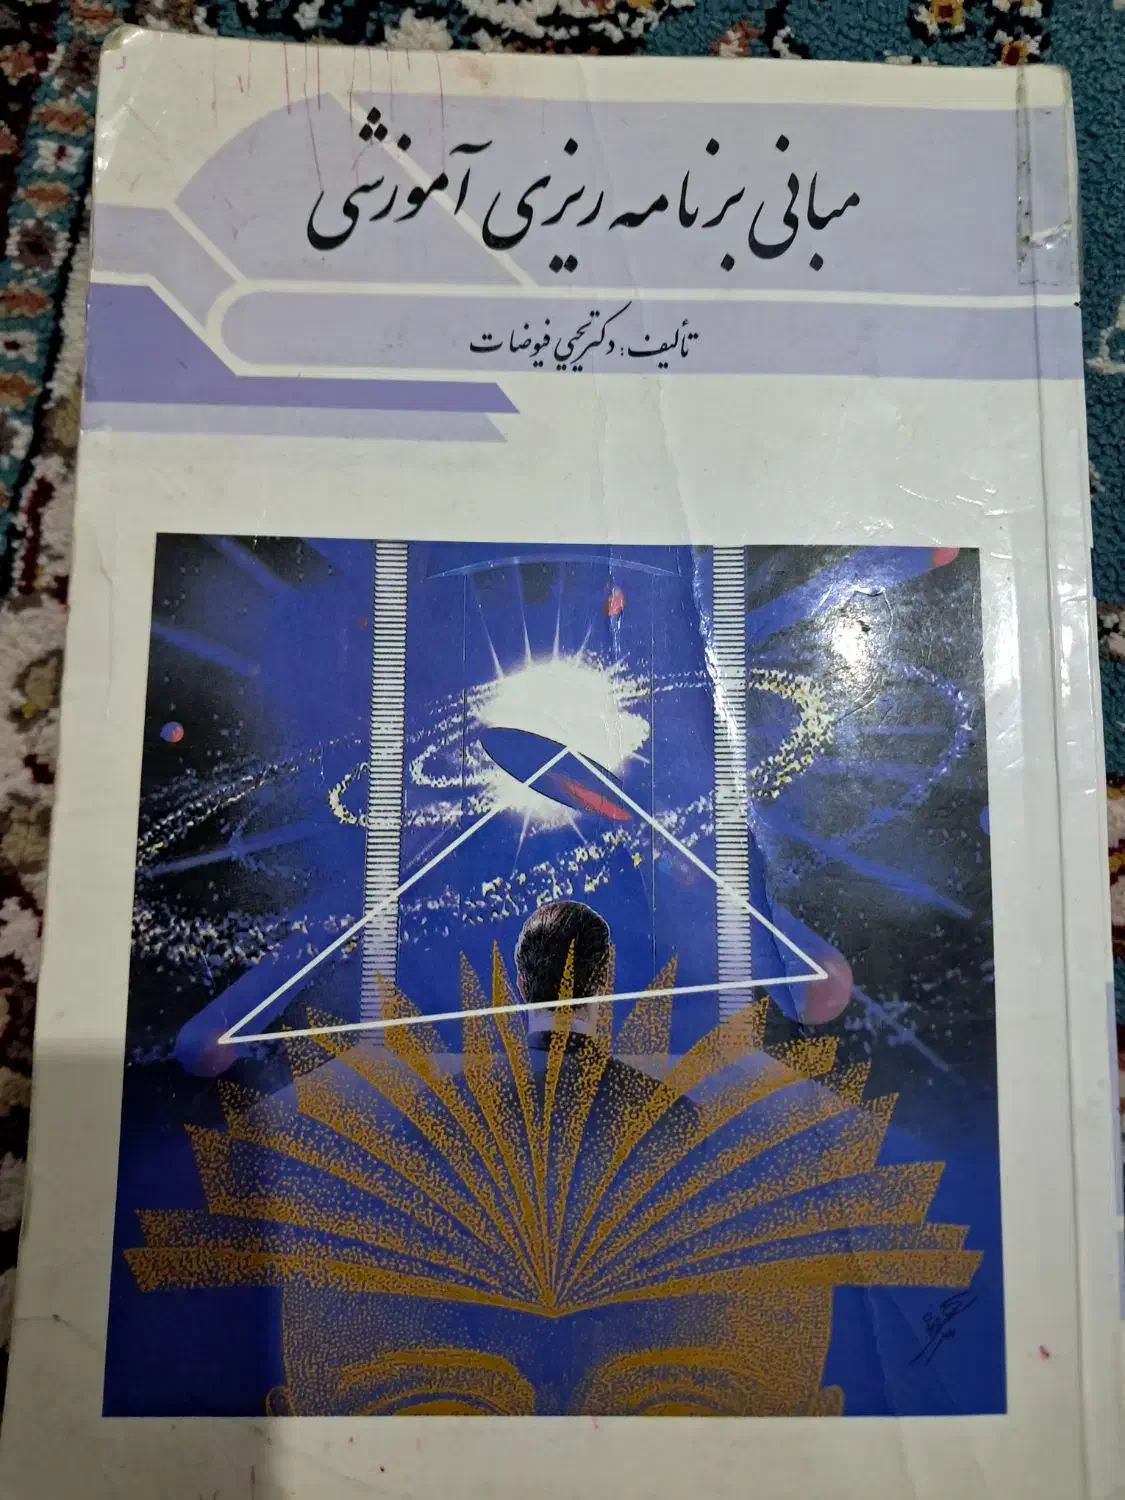 مبانی برنامه ریزی آموزشی
تألیف: دکتر یحیی فیوضات